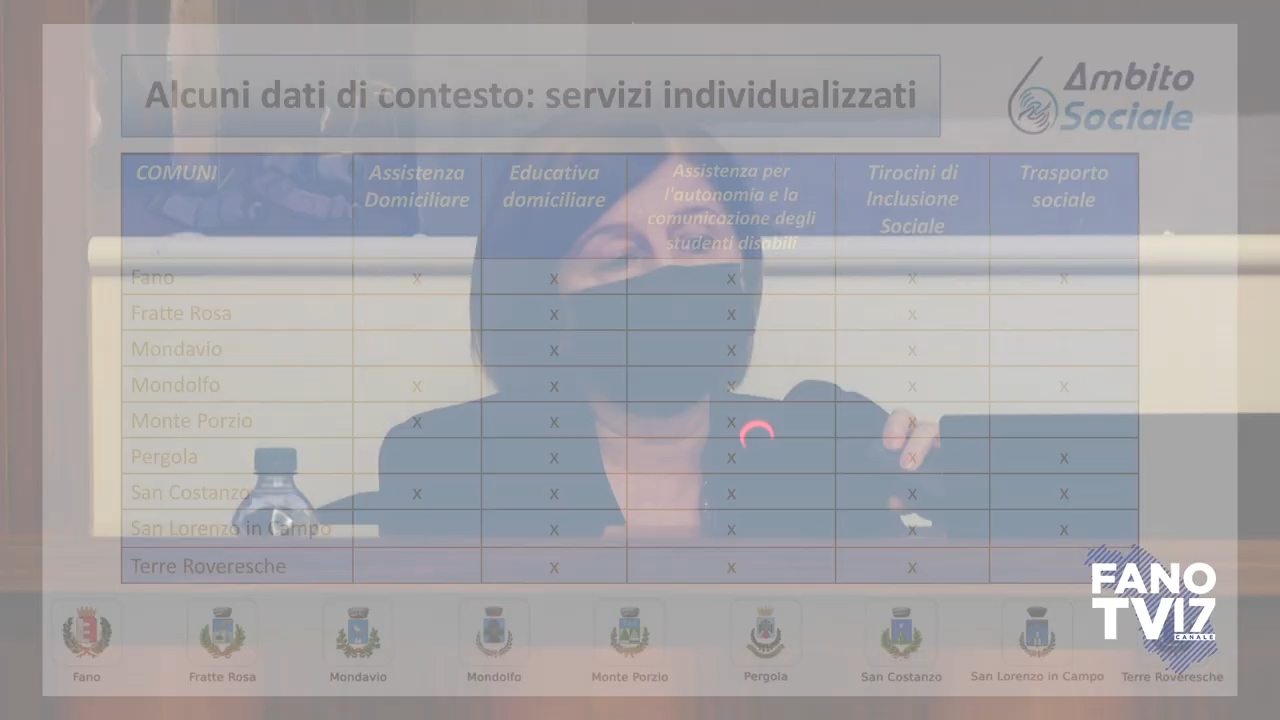 Alcuni dati di contesto: servizi individualizzati
Ambito
Sociale
COMUNI
Assistenza
Domiciliare
Educativa
domiciliare
Assistenza per
l'autonomia e la
comunicazione degli
studenti disabili
Tirocini di
Inclusione
Sociale
Trasporto
sociale
Fano x x x x x
Fratte Rosa x x x
Mondavio x x x
Mondolfo x x x x x
Monte Porzio x x x x
Pergola x x x x
San Costanzo x x x x x
San Lorenzo in Campo x x x x
Terre Roveresche x x x
FANO
TV17
CANALE
Fano Fratte Rosa Mondavio Mondolfo Monte Porzio Pergola San Costanzo San Lorenzo in Campo Terre Roveresche